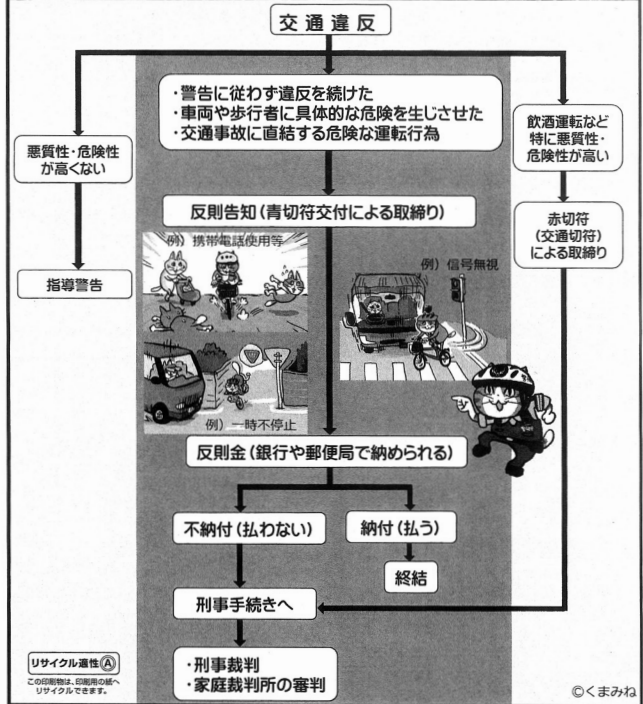 交通違反
悪質性・危険性
が高くない
指導警告
・警告に従わず違反を続けた
・車両や歩行者に具体的な危険を生じさせた
・交通事故に直結する危険な運転行為
反則告知(青切符交付による取締り)
例) 携帯電話使用等
例) 信号無視
例) 一時不停止
反則金(銀行や郵便局で納められる)
不納付(払わない)
納付(払う)
終結
飲酒運転など
特に悪質性・
危険性が高い
赤切符
(交通切符)
による取締り
刑事手続きへ
・刑事裁判
・家庭裁判所の審判
リサイクル適性Ⓐ
この印刷物は、印刷用の紙へ
リサイクルできます。
©くまみね